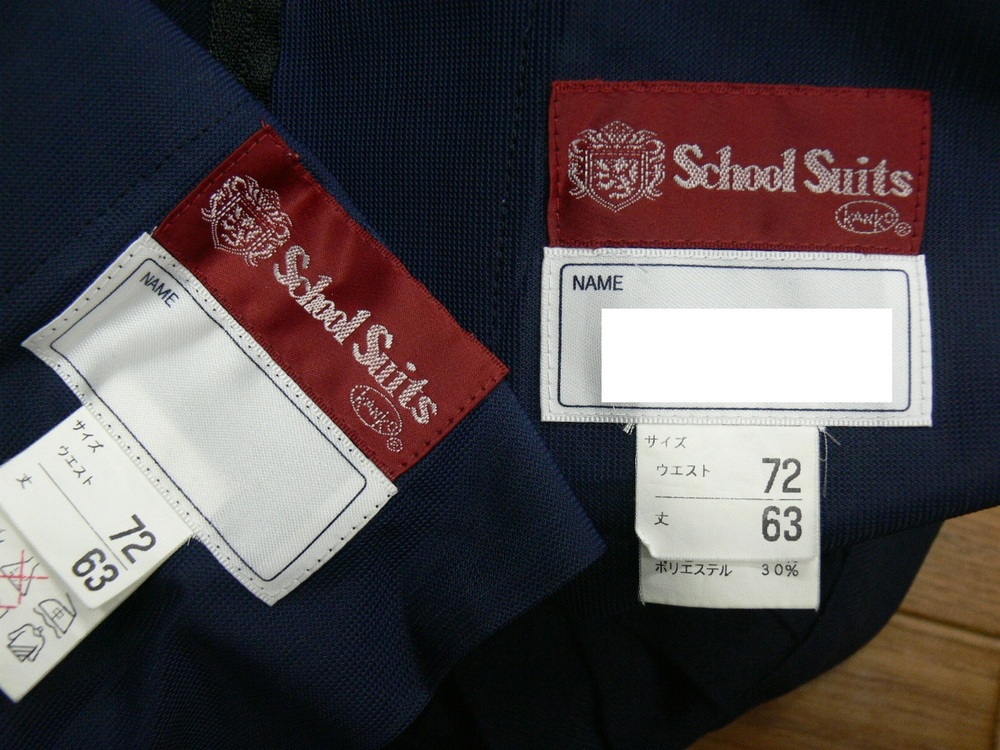 School Suits
KANKO®
NAME
サイズ
ウエスト 72
丈 63
School Suits
KANKO®
NAME
サイズ
ウエスト 72
丈 63
ポリエステル 30%